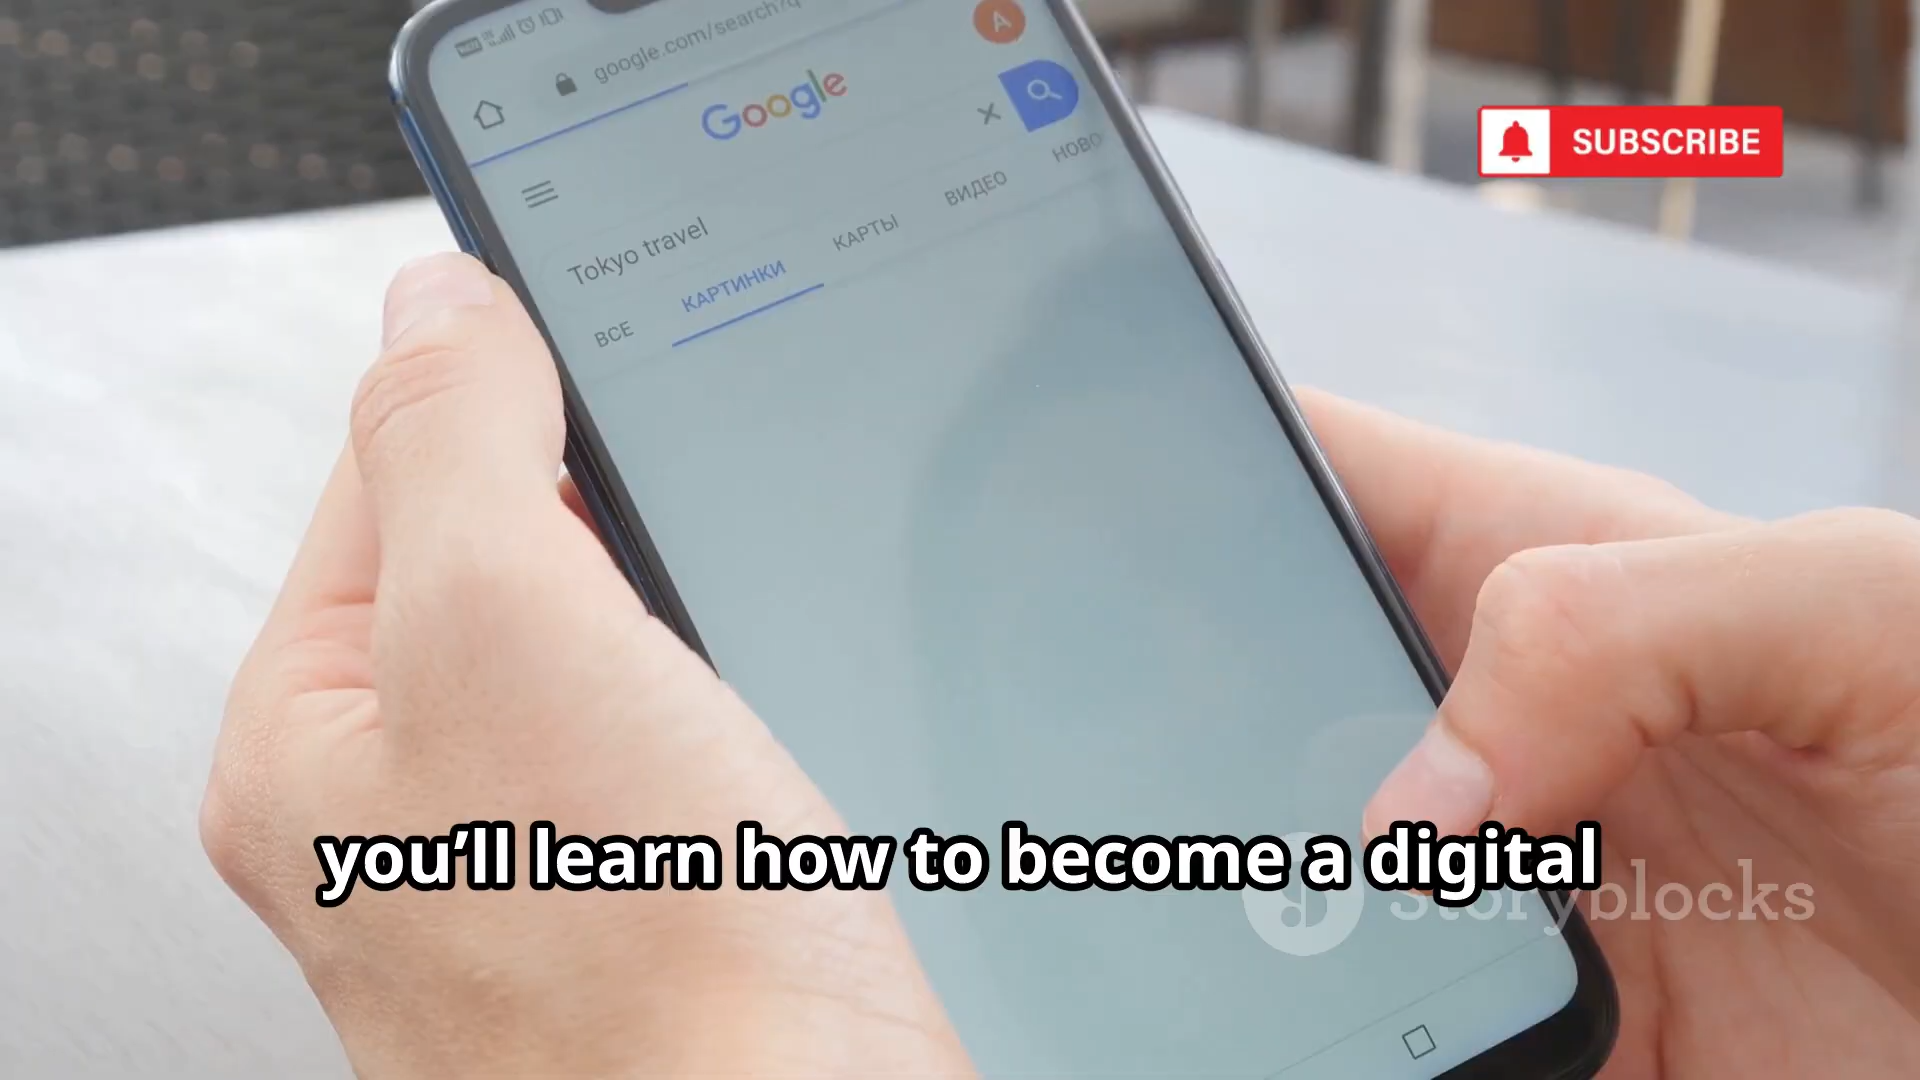 google.com/search?q
A
Google
Tokyo travel
ВСЕ КАРТИНКИ КАРТЫ ВИДЕО НОВО
SUBSCRIBE
you’ll learn how to become a digital
Storyblocks